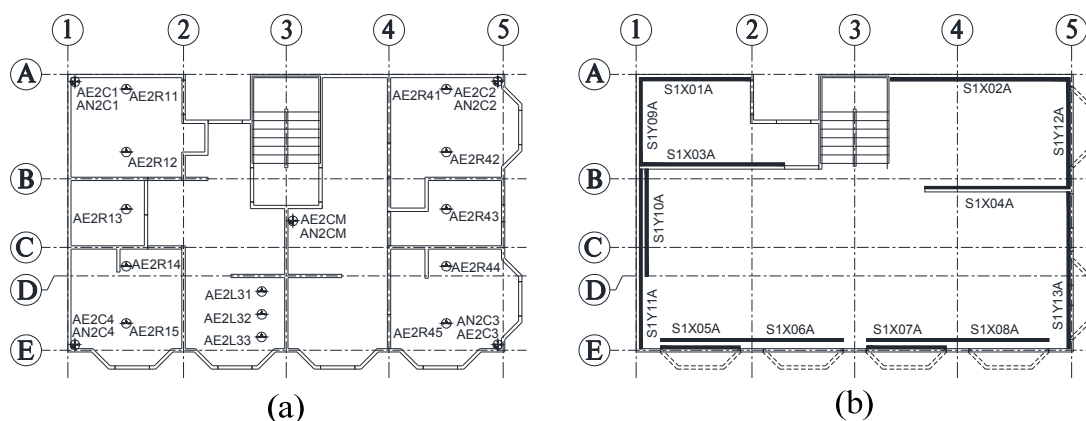 1 2 3 4 5
A
AE2C1
AN2C1
AE2R11
AE2R41
AE2C2
AN2C2
AE2R12
AE2R42
B
AE2R13
AE2R43
AE2CM
AN2CM
C
AE2R14
AE2R44
D
AE2L31
AE2C4
AN2C4
AE2R15
AE2L32
AE2L33
AE2R45
AN2C3
AE2C3
E
(a)
1 2 3 4 5
A
S1X01A
S1X02A
S1Y09A
S1Y12A
S1X03A
B
S1X04A
S1Y10A
C
D
S1Y11A
S1Y13A
S1X05A
S1X06A
S1X07A
S1X08A
E
(b)